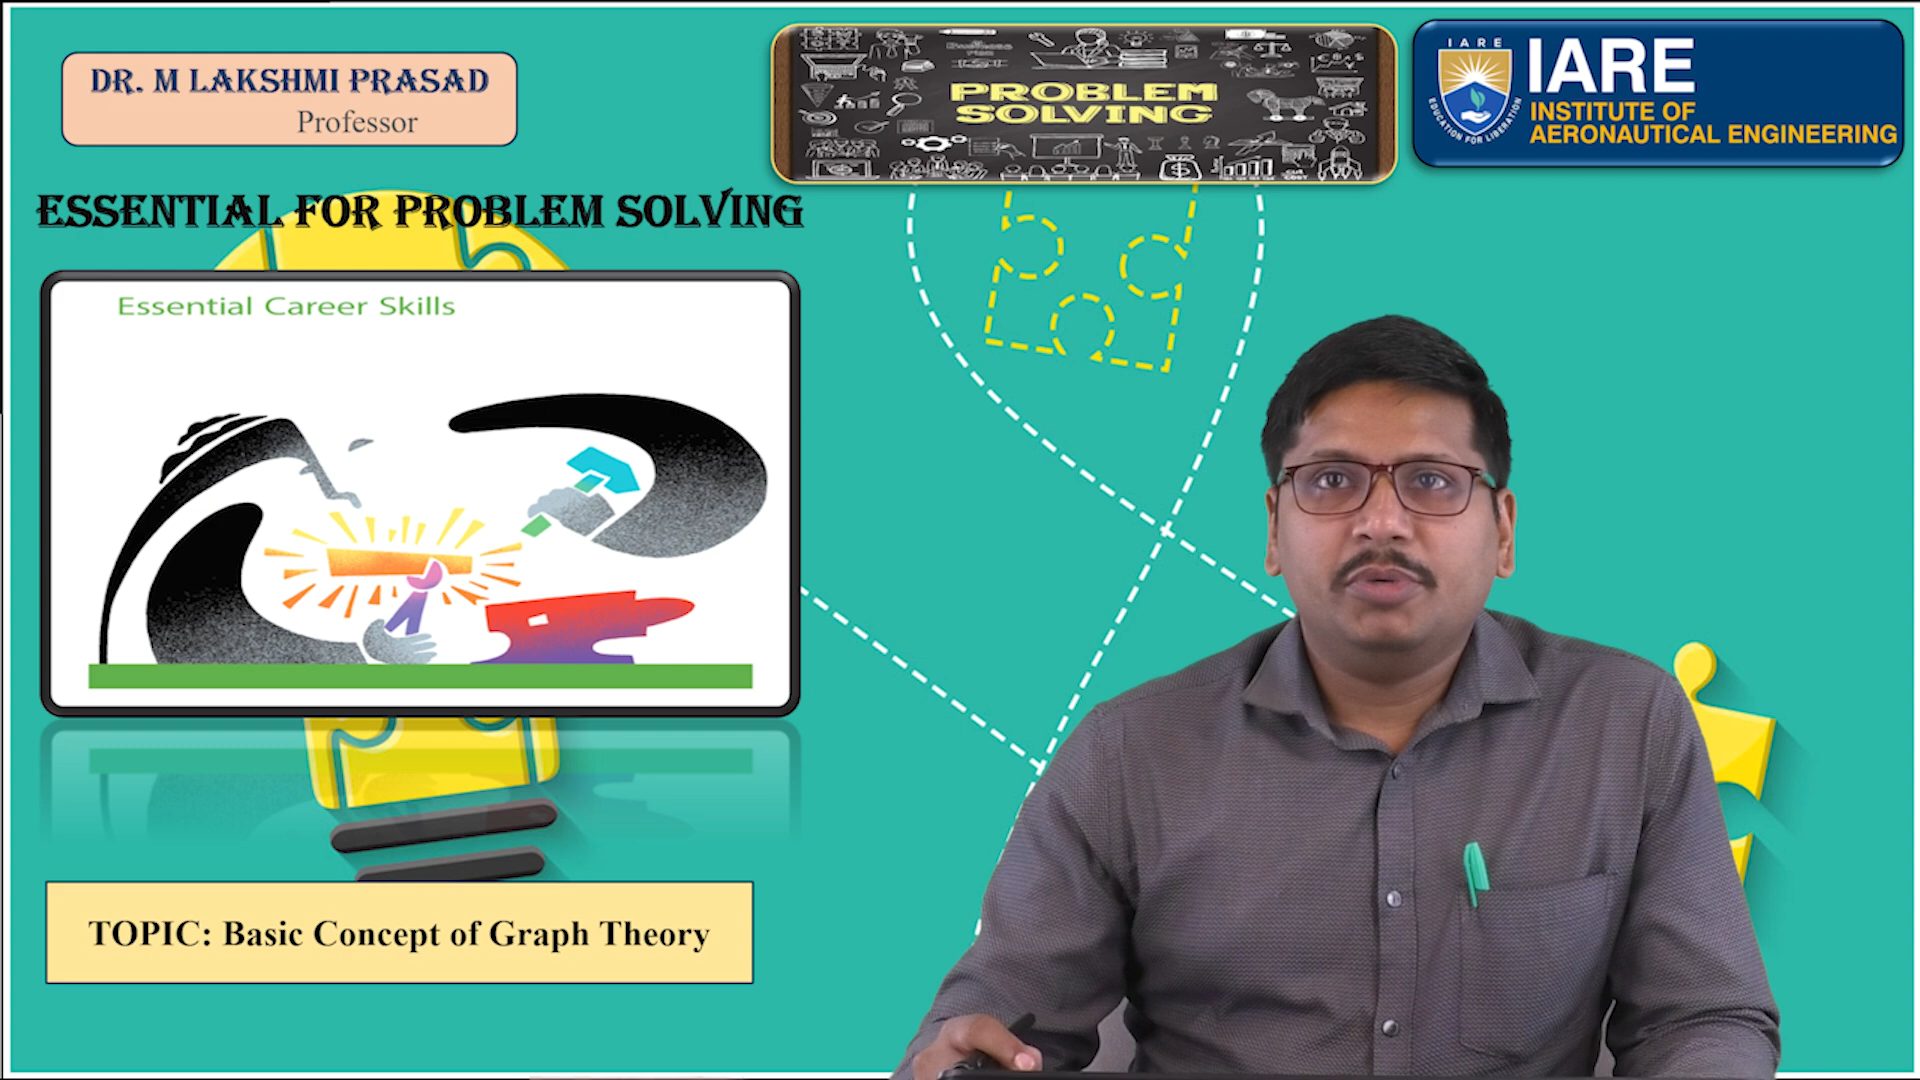 DR. M LAKSHMI PRASAD
Professor
PROBLEM
SOLVING
IARE
EDUCATION FOR LIBERATION
IARE
INSTITUTE OF
AERONAUTICAL ENGINEERING
ESSENTIAL FOR PROBLEM SOLVING
Essential Career Skills
TOPIC: Basic Concept of Graph Theory